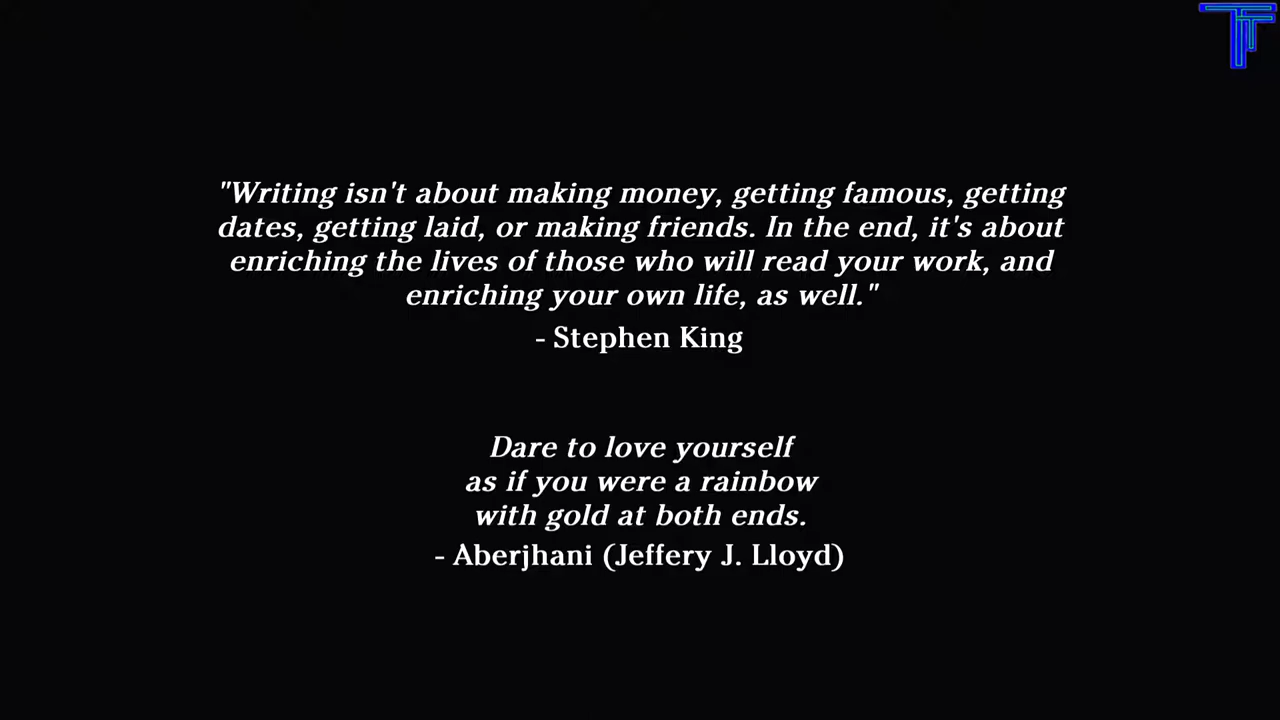 "Writing isn't about making money, getting famous, getting
dates, getting laid, or making friends. In the end, it's about
enriching the lives of those who will read your work, and
enriching your own life, as well."
- Stephen King
Dare to love yourself
as if you were a rainbow
with gold at both ends.
- Aberjhani (Jeffery J. Lloyd)